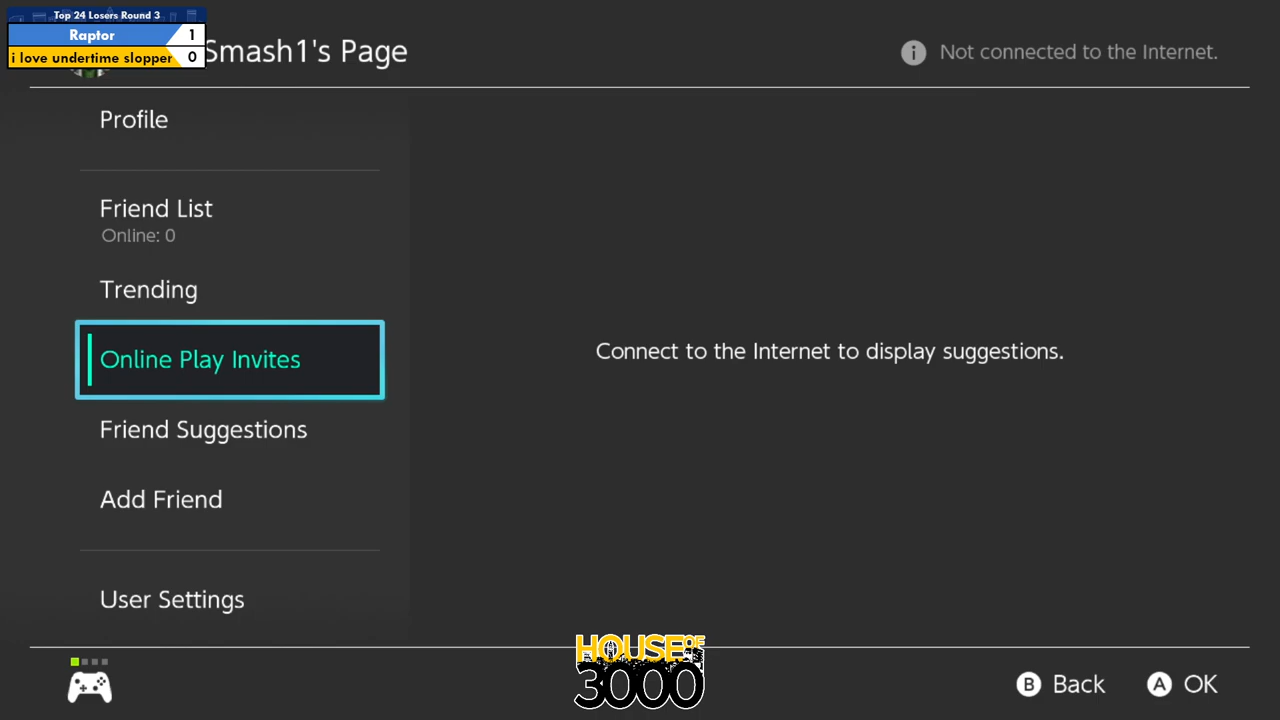 Top 24 Losers Round 3
Raptor 1
i love undertime slopper 0
Smash1's Page
Not connected to the Internet.
Profile
Friend List
Online: 0
Trending
Online Play Invites
Friend Suggestions
Add Friend
User Settings
Connect to the Internet to display suggestions.
HOUSE OF
3000
B Back
A OK